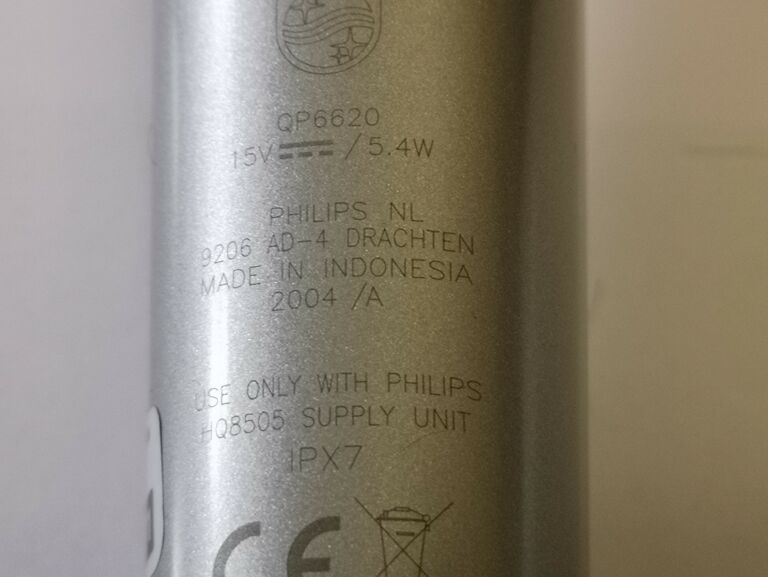 QP6620
15V⎓/5.4W
PHILIPS NL
9206 AD-4 DRACHTEN
MADE IN INDONESIA
2004 /A
USE ONLY WITH PHILIPS
HQ8505 SUPPLY UNIT
IPX7
CE